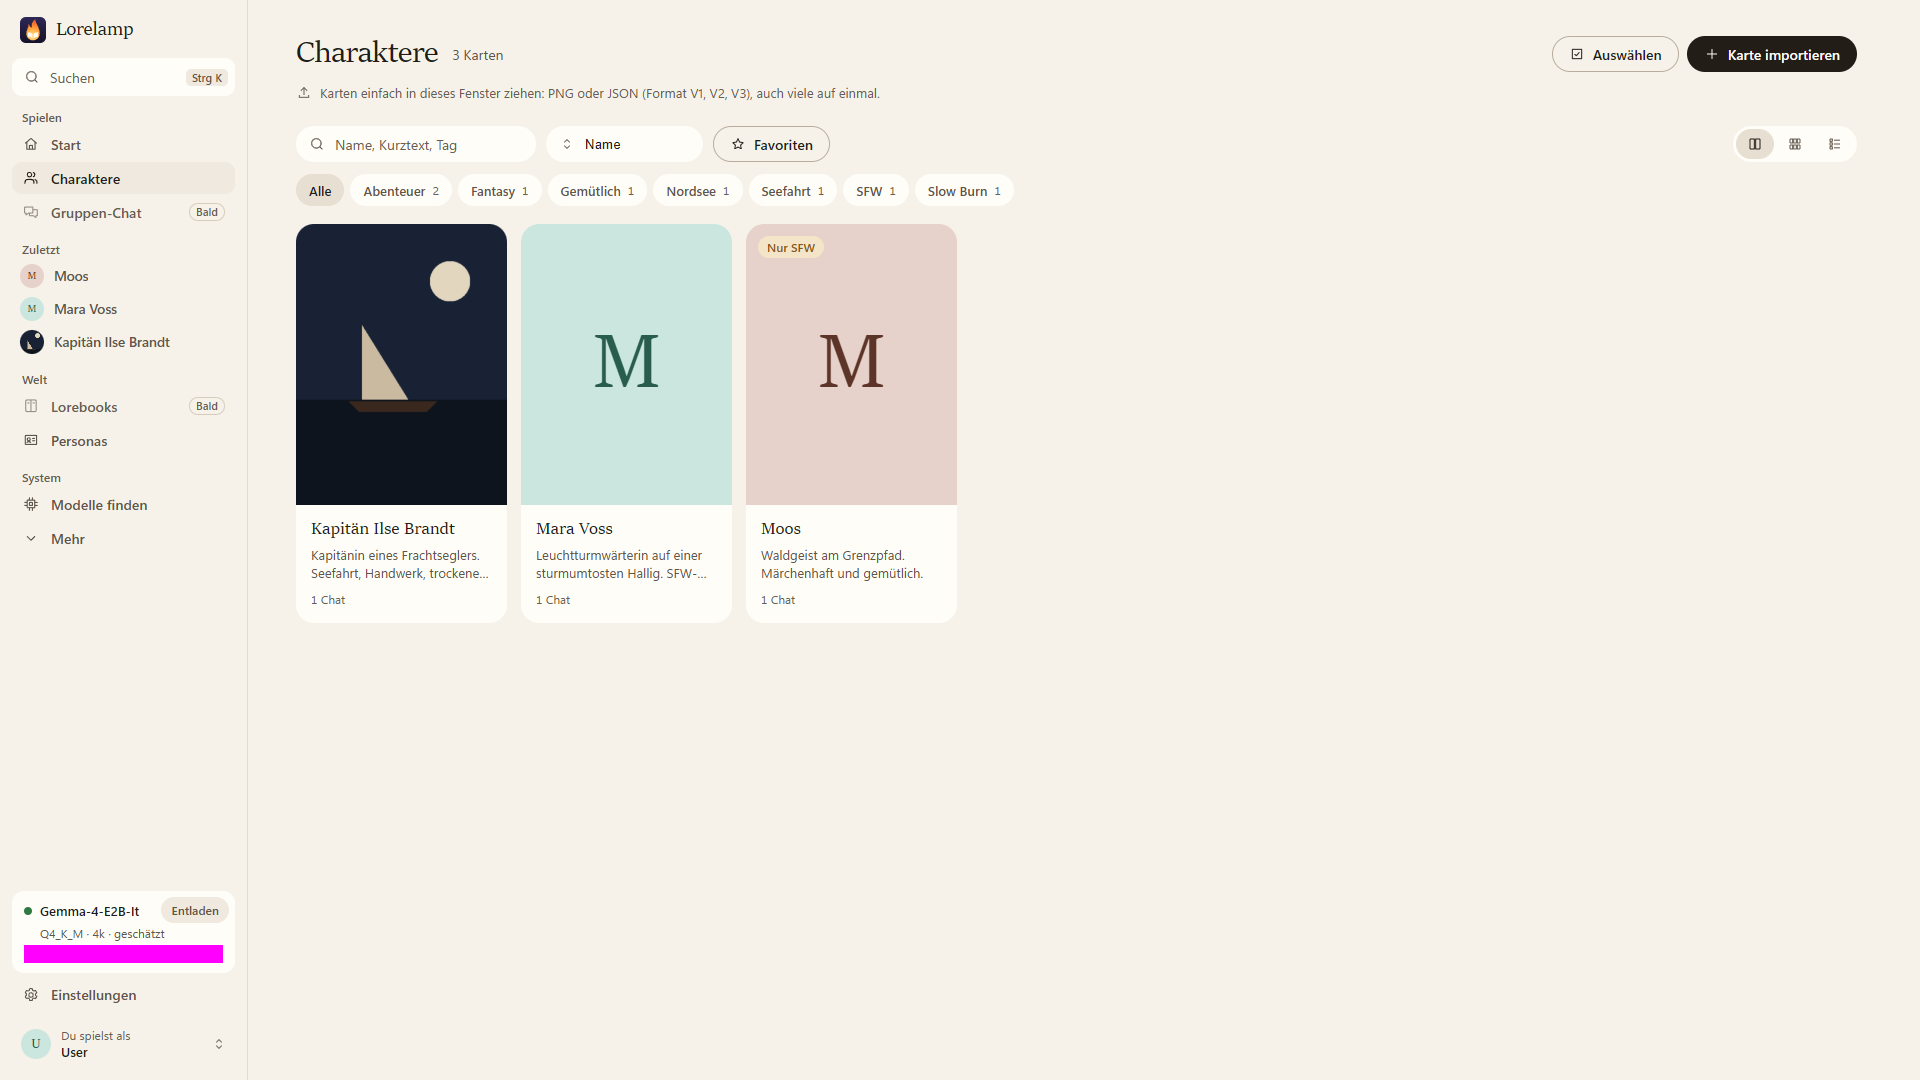 Lorelamp
Suchen
Strg K
Spielen
Start
Charaktere
Gruppen-Chat
Bald
Zuletzt
M
Moos
M
Mara Voss
Kapitän Ilse Brandt
Welt
Lorebooks
Bald
Personas
System
Modelle finden
Mehr
Gemma-4-E2B-It
Entladen
Q4_K_M · 4k · geschätzt
Einstellungen
U
Du spielst als
User
Charaktere
3 Karten
Auswählen
Karte importieren
Karten einfach in dieses Fenster ziehen: PNG oder JSON (Format V1, V2, V3), auch viele auf einmal.
Name, Kurztext, Tag
Name
Favoriten
Alle
Abenteuer 2
Fantasy 1
Gemütlich 1
Nordsee 1
Seefahrt 1
SFW 1
Slow Burn 1
Kapitän Ilse Brandt
Kapitänin eines Frachtseglers.
Seefahrt, Handwerk, trockene...
1 Chat
M
Mara Voss
Leuchtturmwärterin auf einer
sturmumtosten Hallig. SFW-...
1 Chat
Nur SFW
M
Moos
Waldgeist am Grenzpfad.
Märchenhaft und gemütlich.
1 Chat